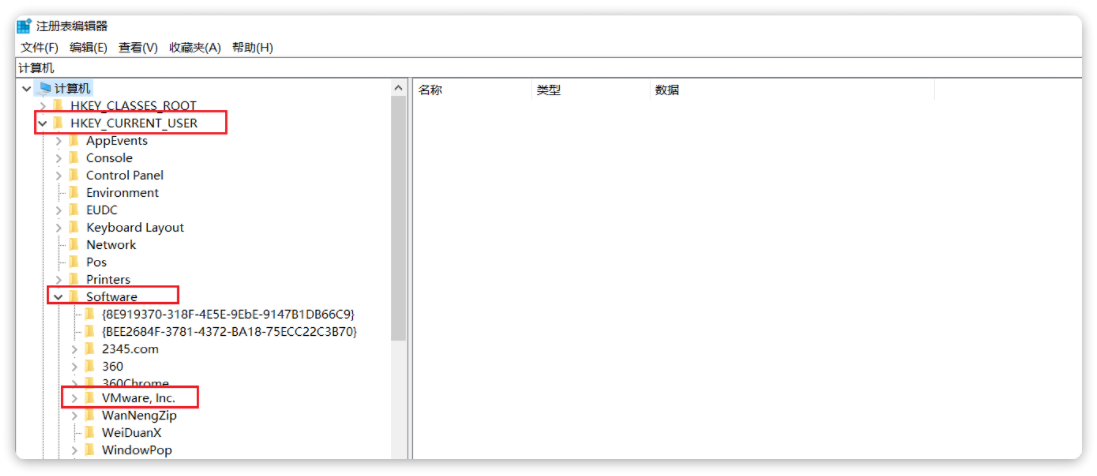 注册表编辑器
文件(F) 编辑(E) 查看(V) 收藏夹(A) 帮助(H)
计算机
计算机 名称 类型 数据
HKEY_CLASSES_ROOT
HKEY_CURRENT_USER
AppEvents
Console
Control Panel
Environment
EUDC
Keyboard Layout
Network
Pos
Printers
Software
{8E919370-318F-4E5E-9EbE-9147B1DB66C9}
{BEE2684F-3781-4372-BA18-75ECC22C3B70}
2345.com
360
360Chrome
VMware, Inc.
WanNengZip
WeiDuanX
WindowPop